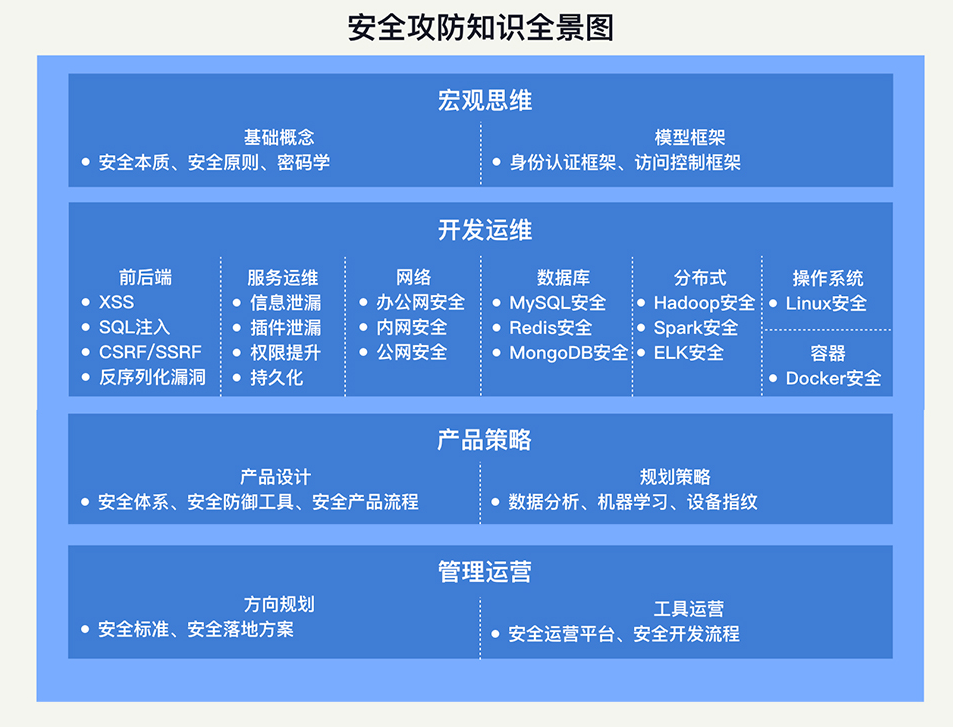 安全攻防知识全景图
宏观思维
基础概念
● 安全本质、安全原则、密码学
模型框架
● 身份认证框架、访问控制框架
开发运维
前后端
● XSS
● SQL注入
● CSRF/SSRF
● 反序列化漏洞
服务运维
● 信息泄漏
● 插件泄漏
● 权限提升
● 持久化
网络
● 办公网安全
● 内网安全
● 公网安全
数据库
● MySQL安全
● Redis安全
● MongoDB安全
分布式
● Hadoop安全
● Spark安全
● ELK安全
操作系统
● Linux安全
容器
● Docker安全
产品策略
产品设计
● 安全体系、安全防御工具、安全产品流程
规划策略
● 数据分析、机器学习、设备指纹
管理运营
方向规划
● 安全标准、安全落地方案
工具运营
● 安全运营平台、安全开发流程